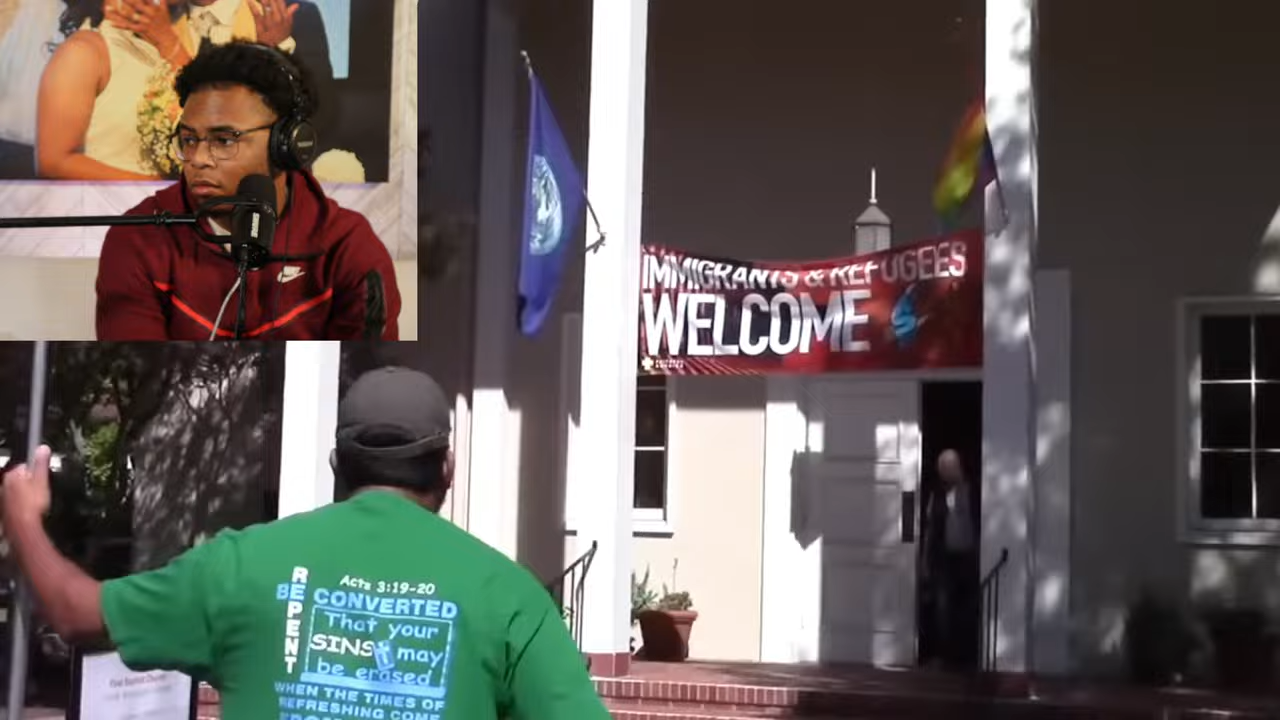 IMMIGRANTS & REFUGEES
WELCOME
Acts 3:19-20
REPENT
BE CONVERTED
That your
SINS may
be erased
WHEN THE TIMES OF
REFRESHING COME